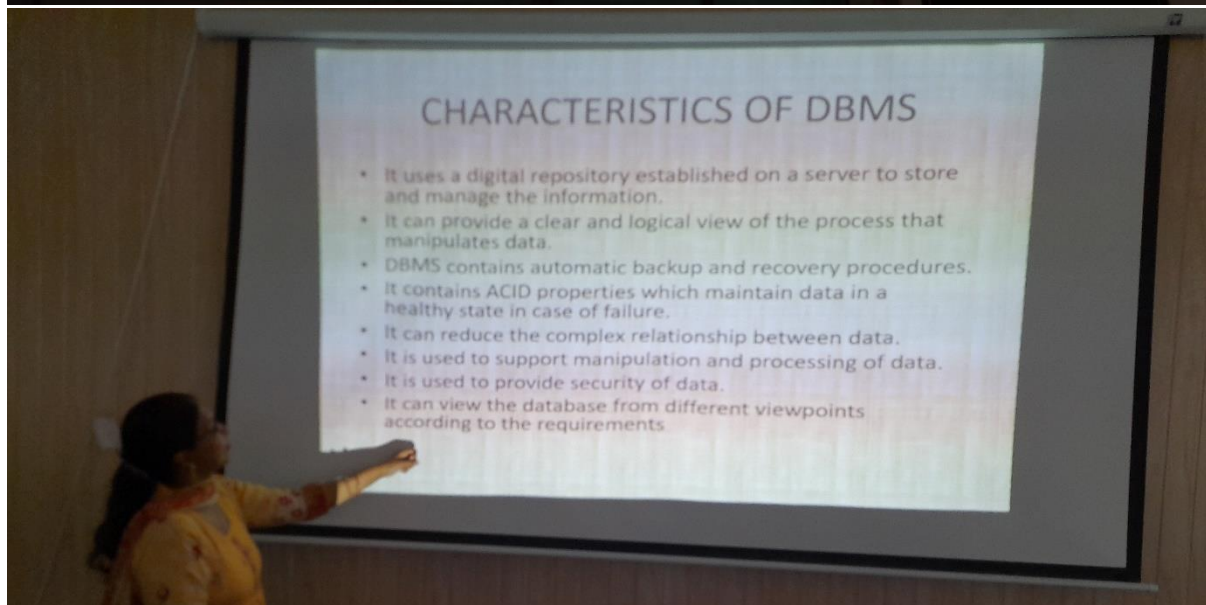 CHARACTERISTICS OF DBMS
• It uses a digital repository established on a server to store
and manage the information.
• It can provide a clear and logical view of the process that
manipulates data.
• DBMS contains automatic backup and recovery procedures.
• It contains ACID properties which maintain data in a
healthy state in case of failure.
• It can reduce the complex relationship between data.
• It is used to support manipulation and processing of data.
• It is used to provide security of data.
• It can view the database from different viewpoints
according to the requirements